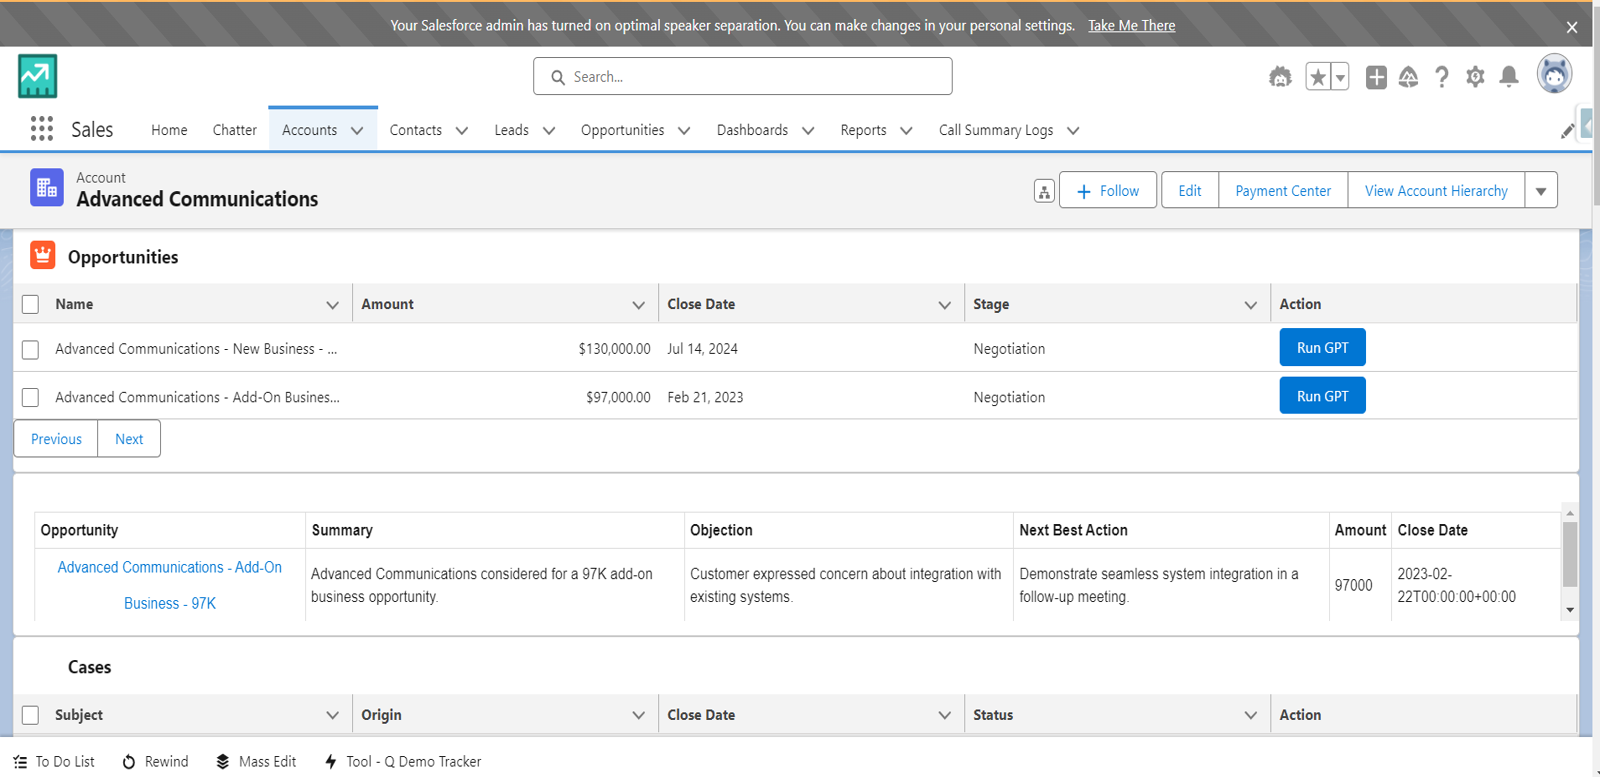 Your Salesforce admin has turned on optimal speaker separation. You can make changes in your personal settings. Take Me There
Search...
Sales Home Chatter Accounts Contacts Leads Opportunities Dashboards Reports Call Summary Logs
Account
Advanced Communications
Follow Edit Payment Center View Account Hierarchy
Opportunities
Name Amount Close Date Stage Action
Advanced Communications - New Business - ... $130,000.00 Jul 14, 2024 Negotiation Run GPT
Advanced Communications - Add-On Busines... $97,000.00 Feb 21, 2023 Negotiation Run GPT
Previous Next
Opportunity Summary Objection Next Best Action Amount Close Date
Advanced Communications - Add-On
Business - 97K
Advanced Communications considered for a 97K add-on
business opportunity.
Customer expressed concern about integration with
existing systems.
Demonstrate seamless system integration in a
follow-up meeting.
97000
2023-02-
22T00:00:00+00:00
Cases
Subject Origin Close Date Status Action
To Do List Rewind Mass Edit Tool - Q Demo Tracker